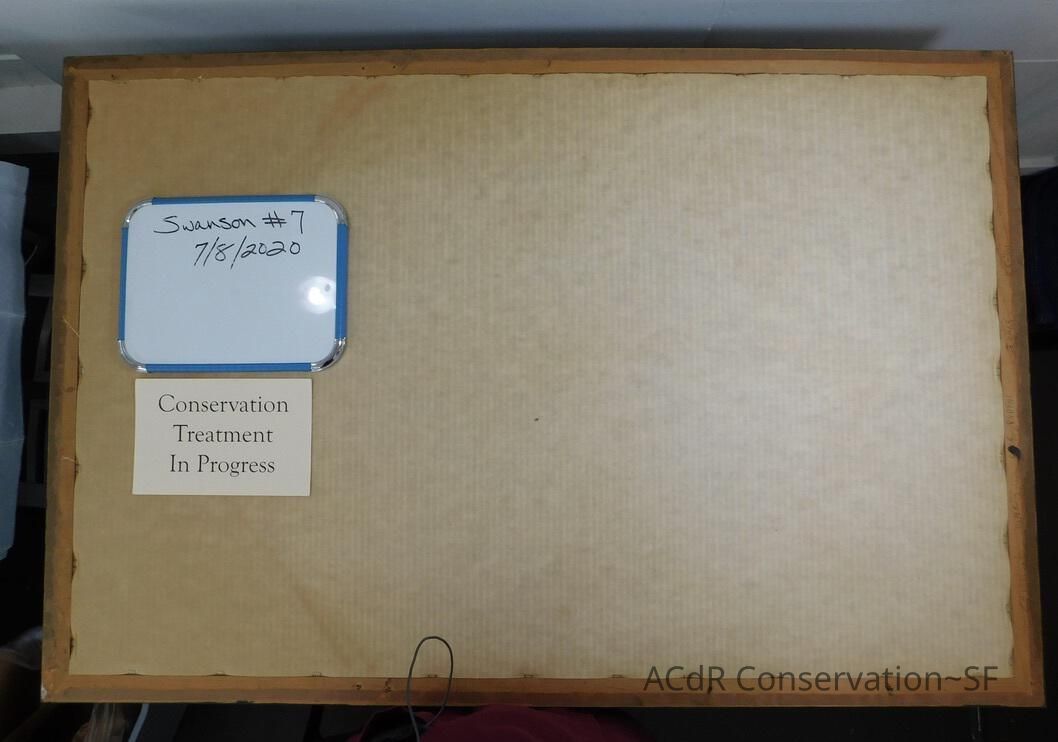 Swanson #7
7/8/2020
Conservation
Treatment
In Progress
ACdR Conservation~SF